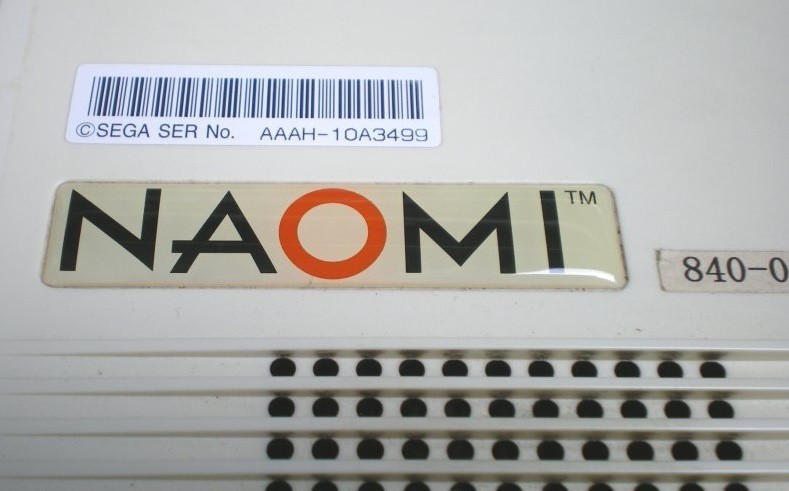 ©SEGA SER No. AAAH-10A3499
NAOMI™
840-0